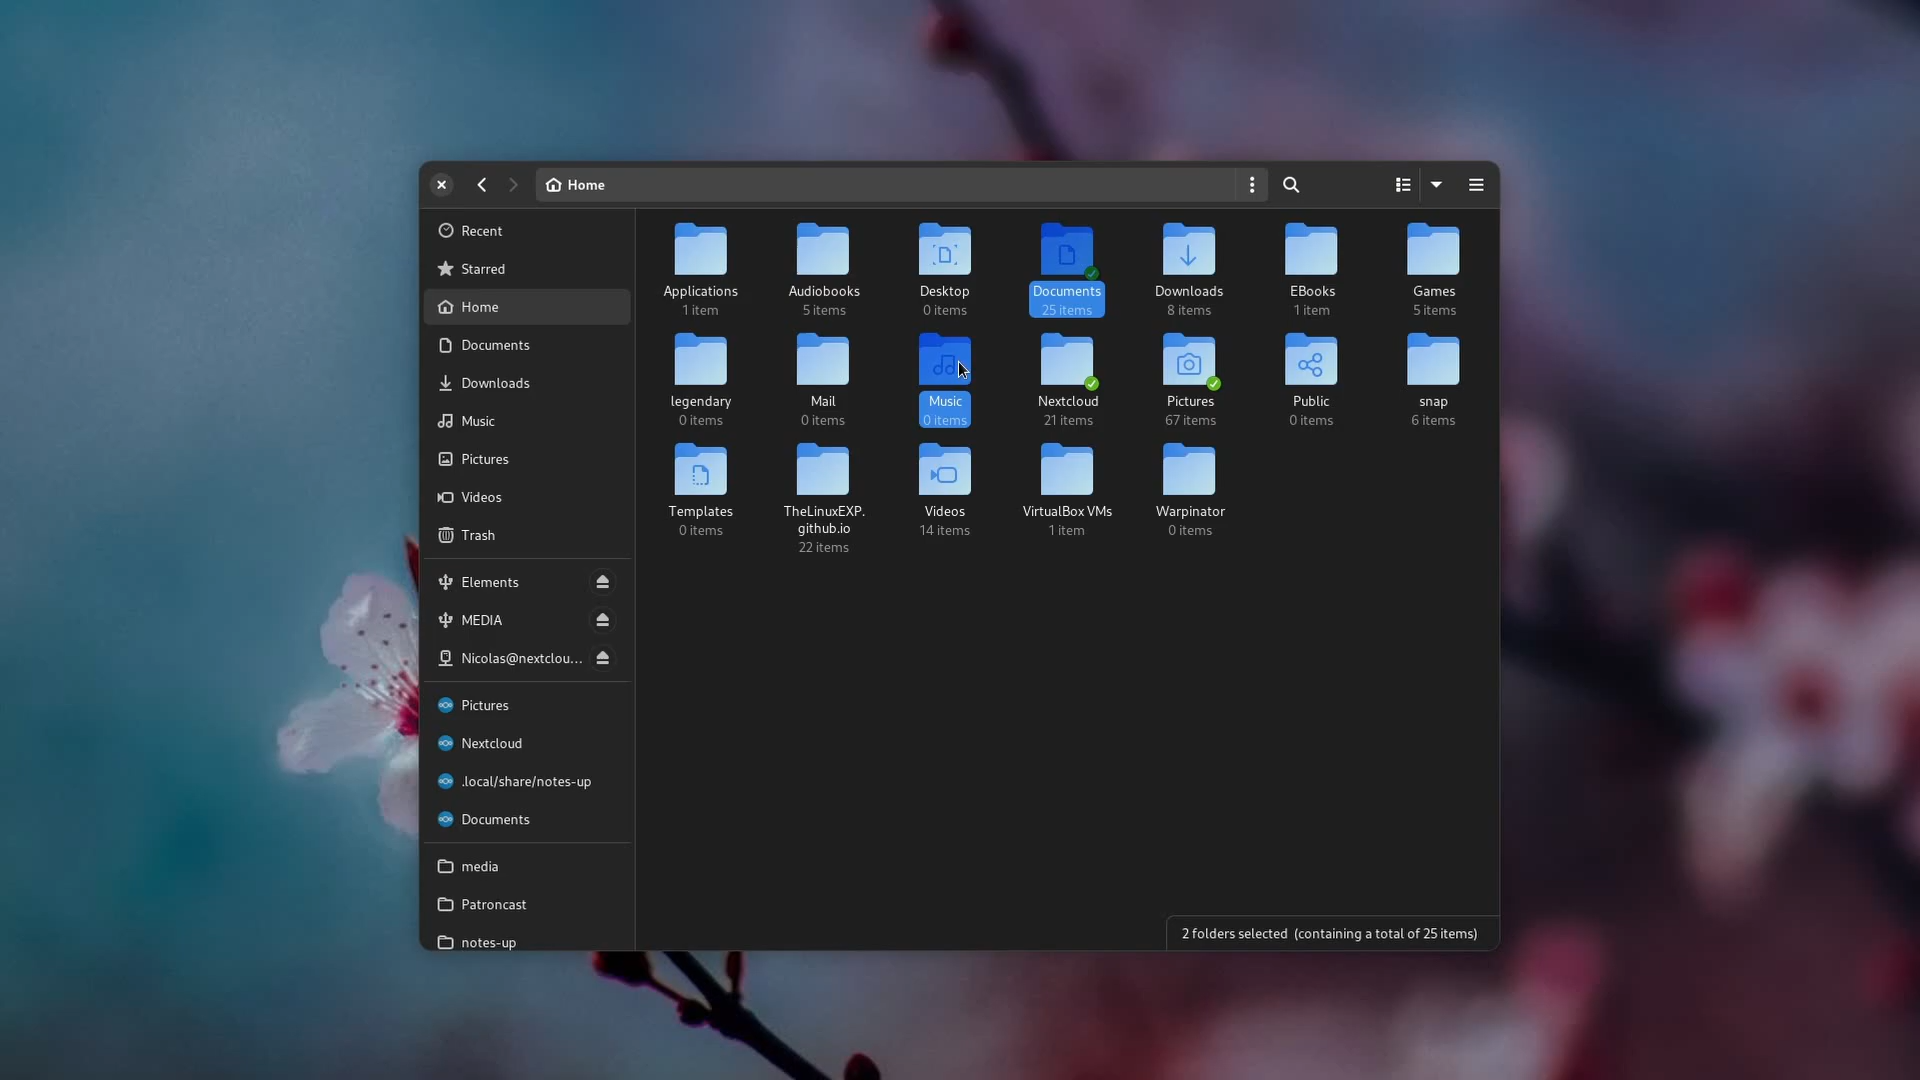 Home
Recent
Starred
Home
Documents
Downloads
Music
Pictures
Videos
Trash
Elements
MEDIA
Nicolas@nextclou...
Pictures
Nextcloud
.local/share/notes-up
Documents
media
Patroncast
notes-up
Applications
1 item
Audiobooks
5 items
Desktop
0 items
Documents
25 items
Downloads
8 items
EBooks
1 item
Games
5 items
legendary
0 items
Mail
0 items
Music
0 items
Nextcloud
21 items
Pictures
67 items
Public
0 items
snap
6 items
Templates
0 items
TheLinuxEXP.
github.io
22 items
Videos
14 items
VirtualBox VMs
1 item
Warpinator
0 items
2 folders selected (containing a total of 25 items)